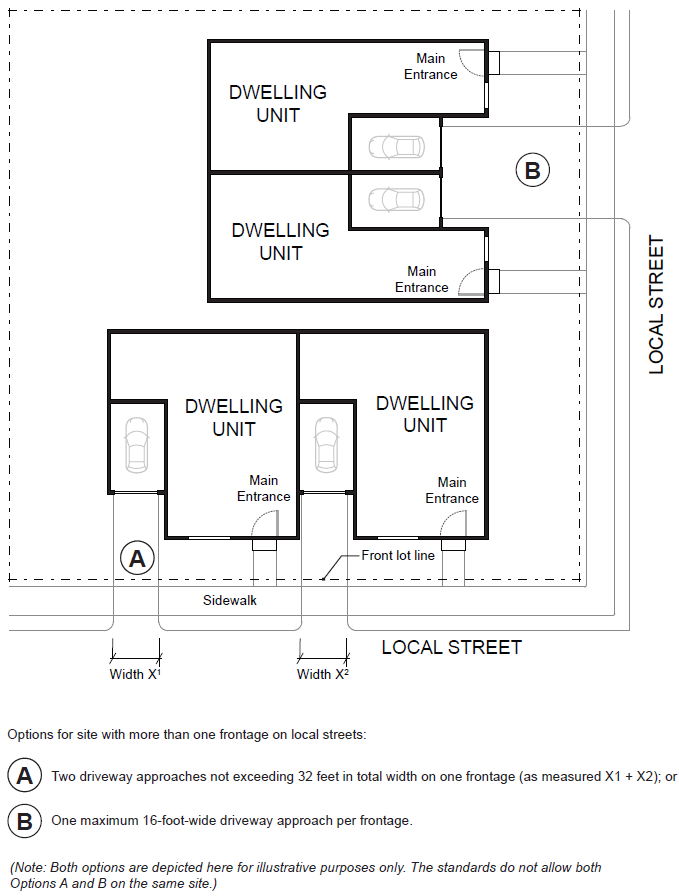 Main
Entrance
DWELLING
UNIT
B
DWELLING
UNIT
Main
Entrance
LOCAL STREET
DWELLING
UNIT
DWELLING
UNIT
Main
Entrance
Main
Entrance
A
Front lot line
Sidewalk
LOCAL STREET
Width X¹
Width X²
Options for site with more than one frontage on local streets:
A Two driveway approaches not exceeding 32 feet in total width on one frontage (as measured X1 + X2); or
B One maximum 16-foot-wide driveway approach per frontage.
(Note: Both options are depicted here for illustrative purposes only. The standards do not allow both
Options A and B on the same site.)